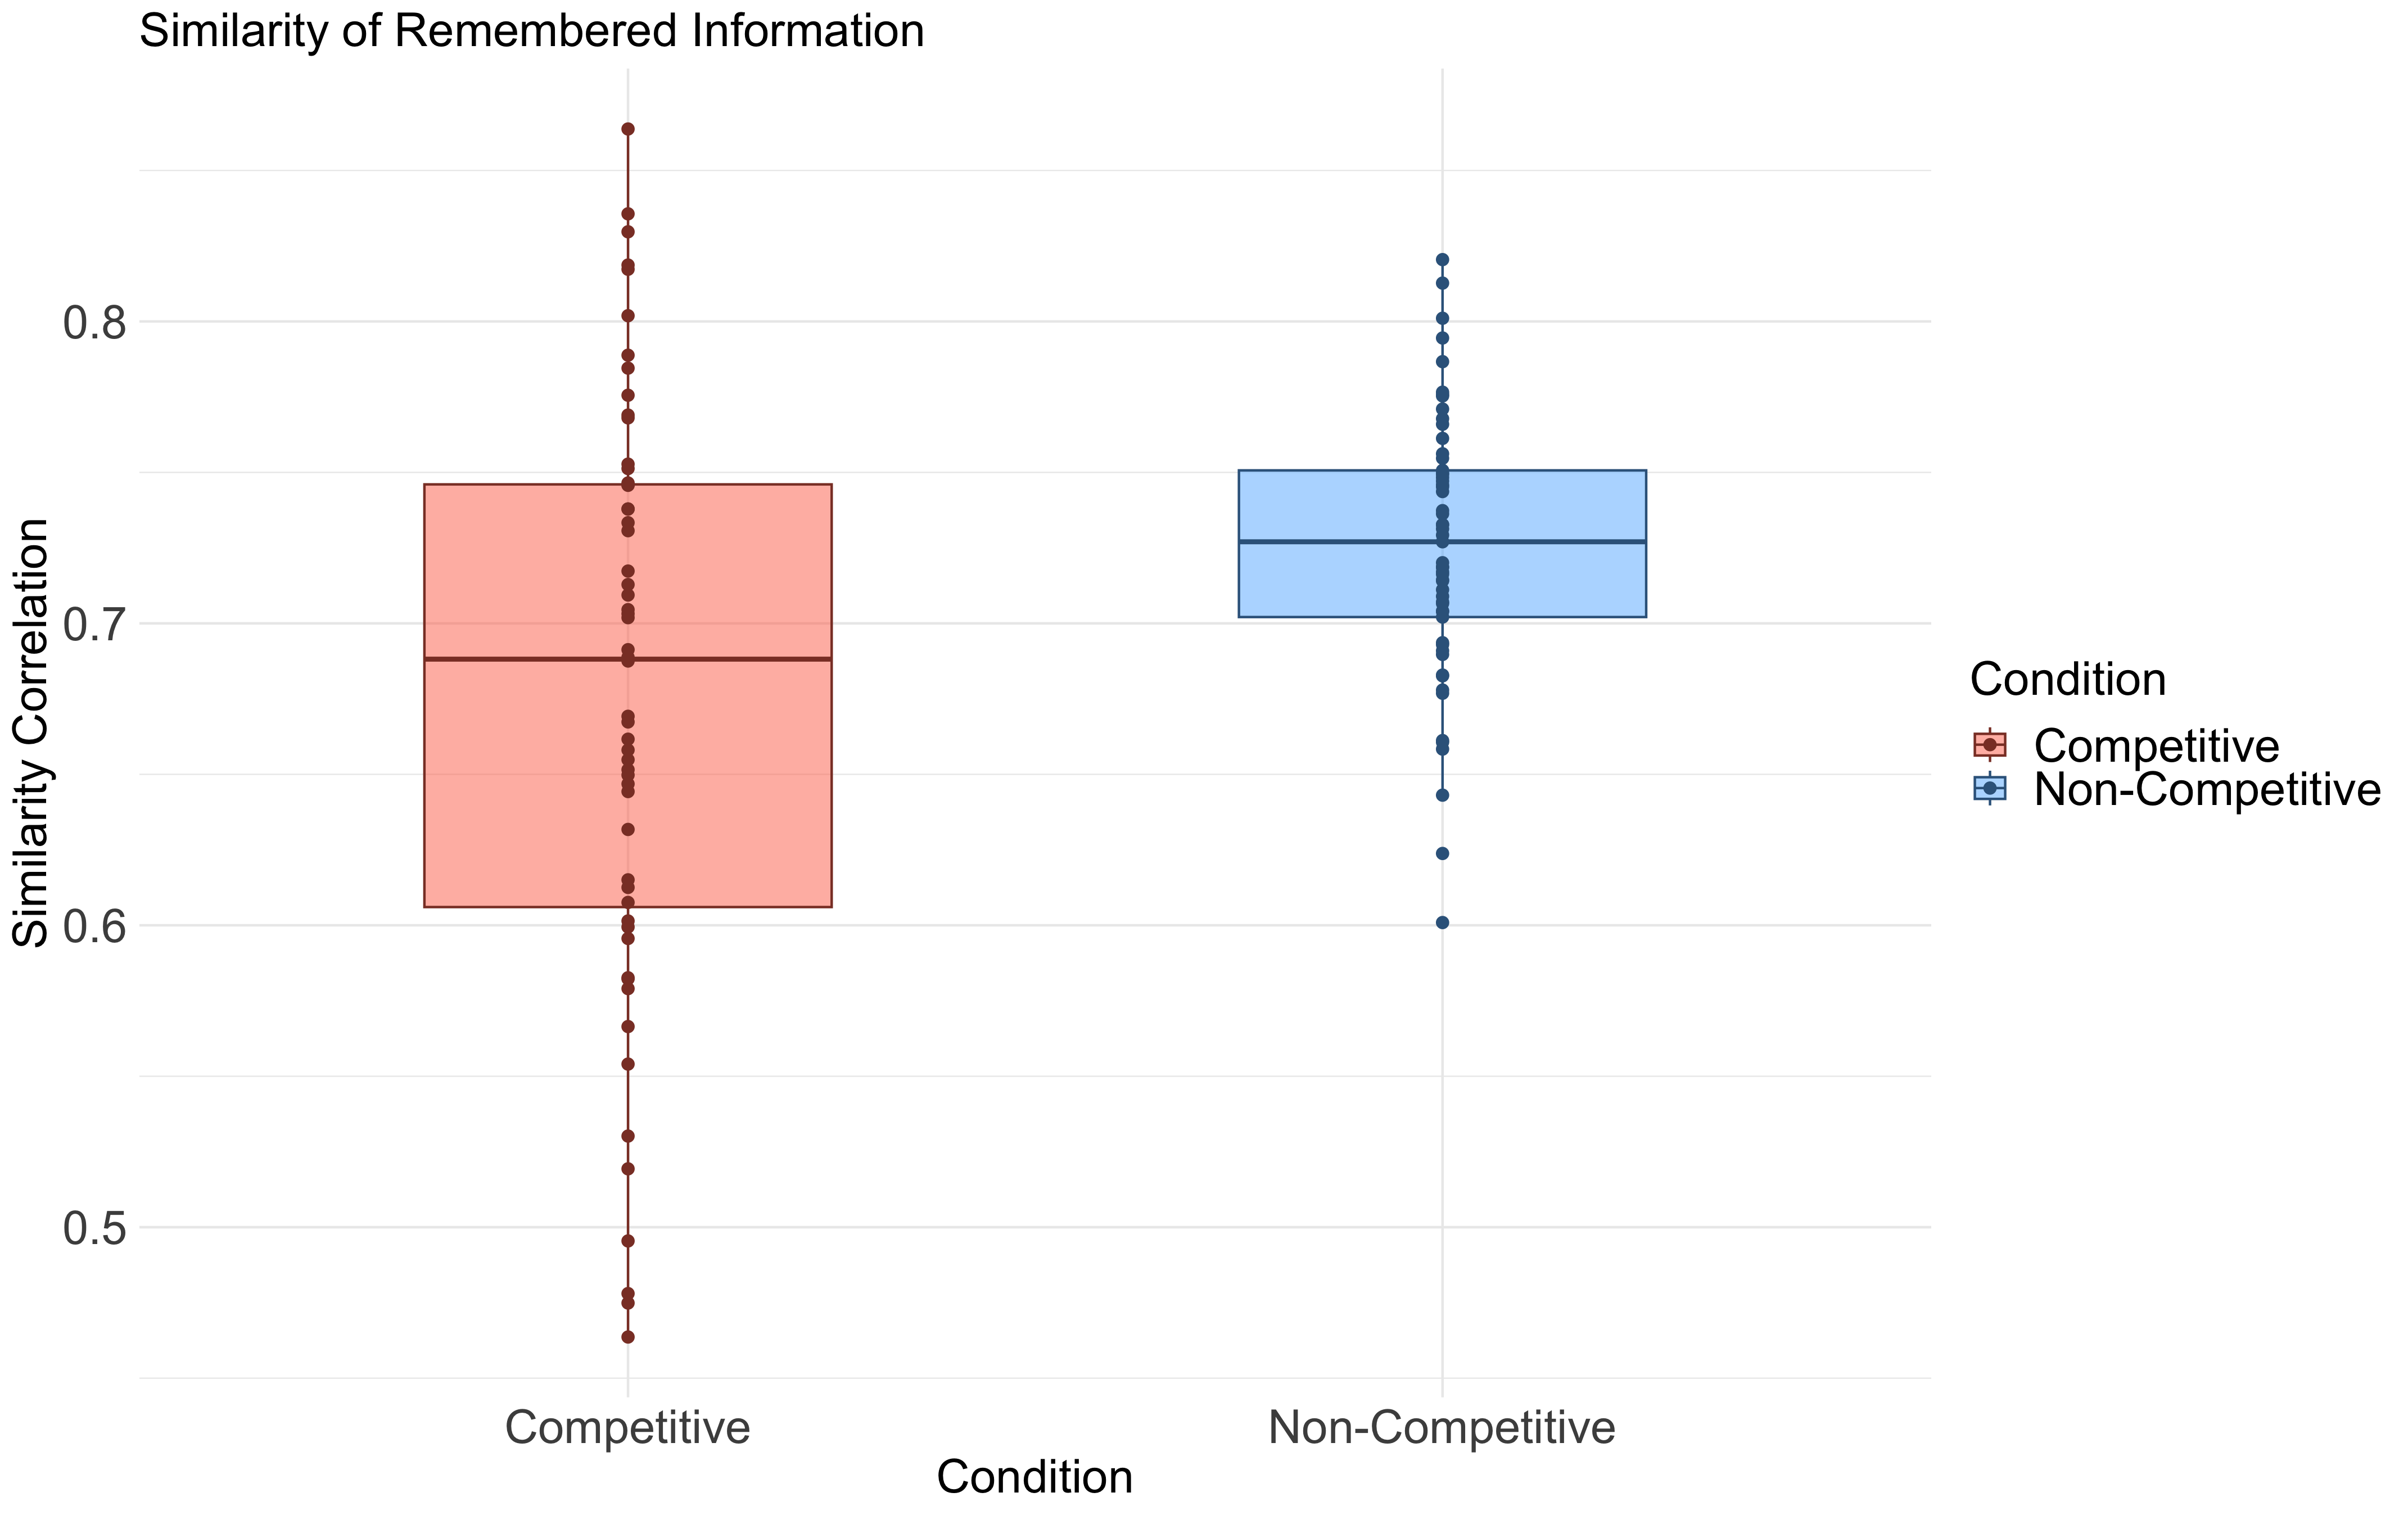 Similarity of Remembered Information
Similarity Correlation
0.8
0.7
0.6
0.5
Competitive
Non-Competitive
Condition
Condition
Competitive
Non-Competitive